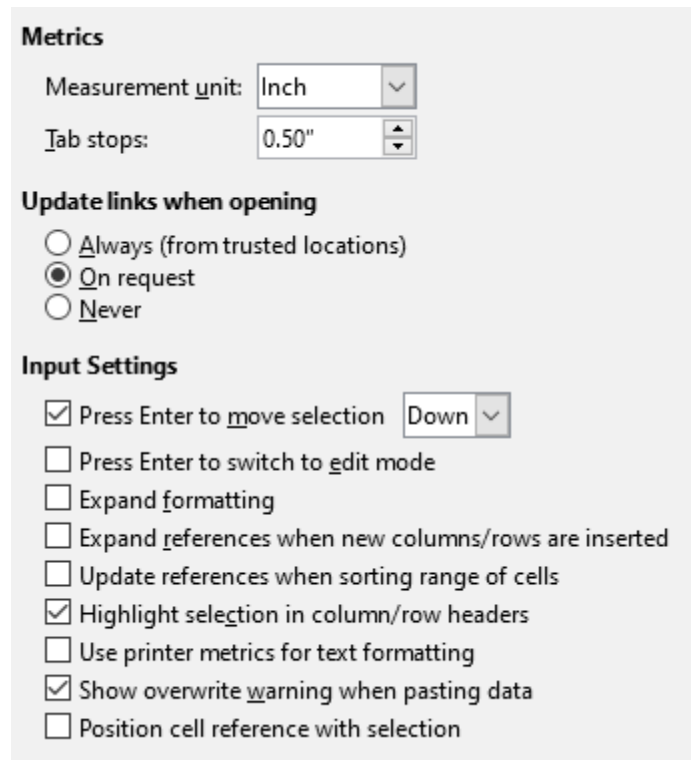 Metrics
Measurement unit: Inch
Tab stops: 0.50"
Update links when opening
Always (from trusted locations)
On request
Never
Input Settings
Press Enter to move selection Down
Press Enter to switch to edit mode
Expand formatting
Expand references when new columns/rows are inserted
Update references when sorting range of cells
Highlight selection in column/row headers
Use printer metrics for text formatting
Show overwrite warning when pasting data
Position cell reference with selection